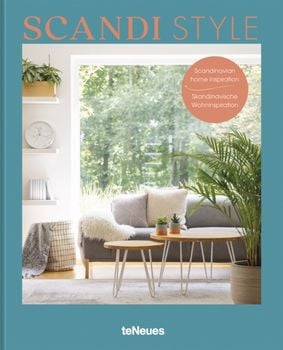 SCANDI STYLE
Scandinavian
home inspiration
Skandinavische
Wohninspiration
teNeues